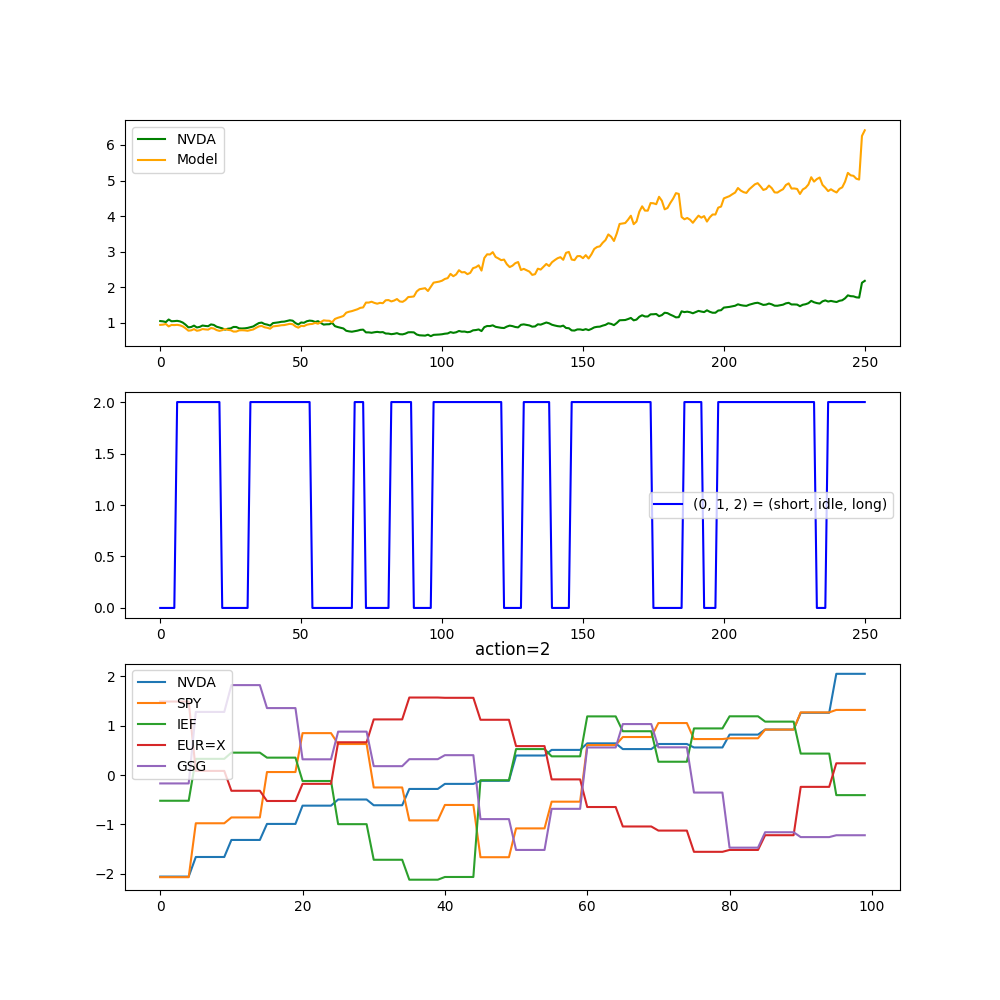 NVDA
Model
6
5
4
3
2
1
0 50 100 150 200 250
2.0
1.5
1.0
0.5
0.0
(0, 1, 2) = (short, idle, long)
0 50 100 150 200 250
action=2
NVDA
SPY
IEF
EUR=X
GSG
2
1
0
−1
−2
0 20 40 60 80 100